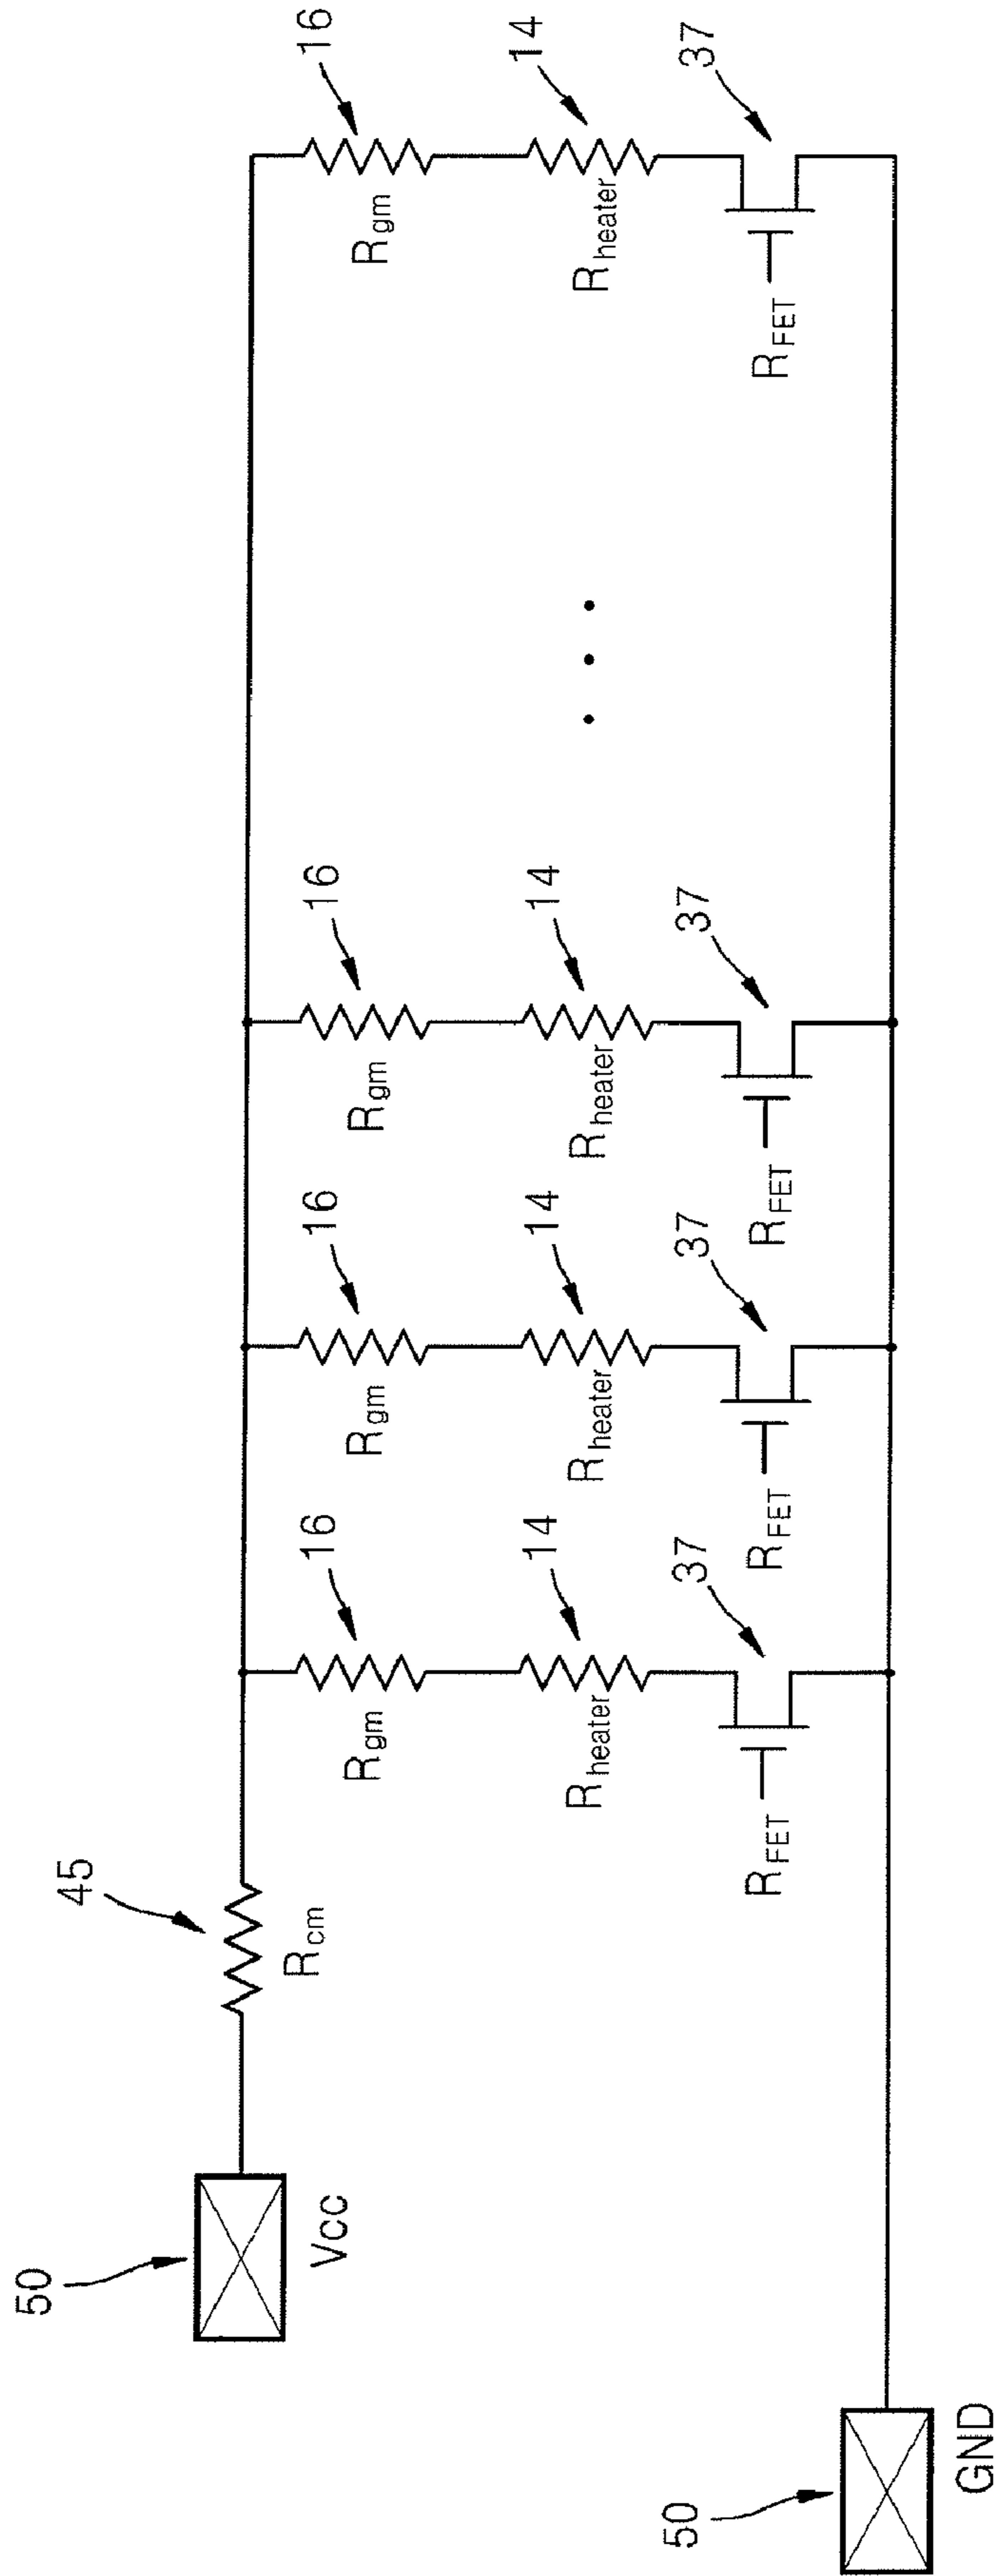 50
Vcc
45
Rcm
16
Rgm
14
Rheater
37
RFET
16
Rgm
14
Rheater
37
RFET
16
Rgm
14
Rheater
37
RFET
16
Rgm
14
Rheater
37
RFET
50
GND